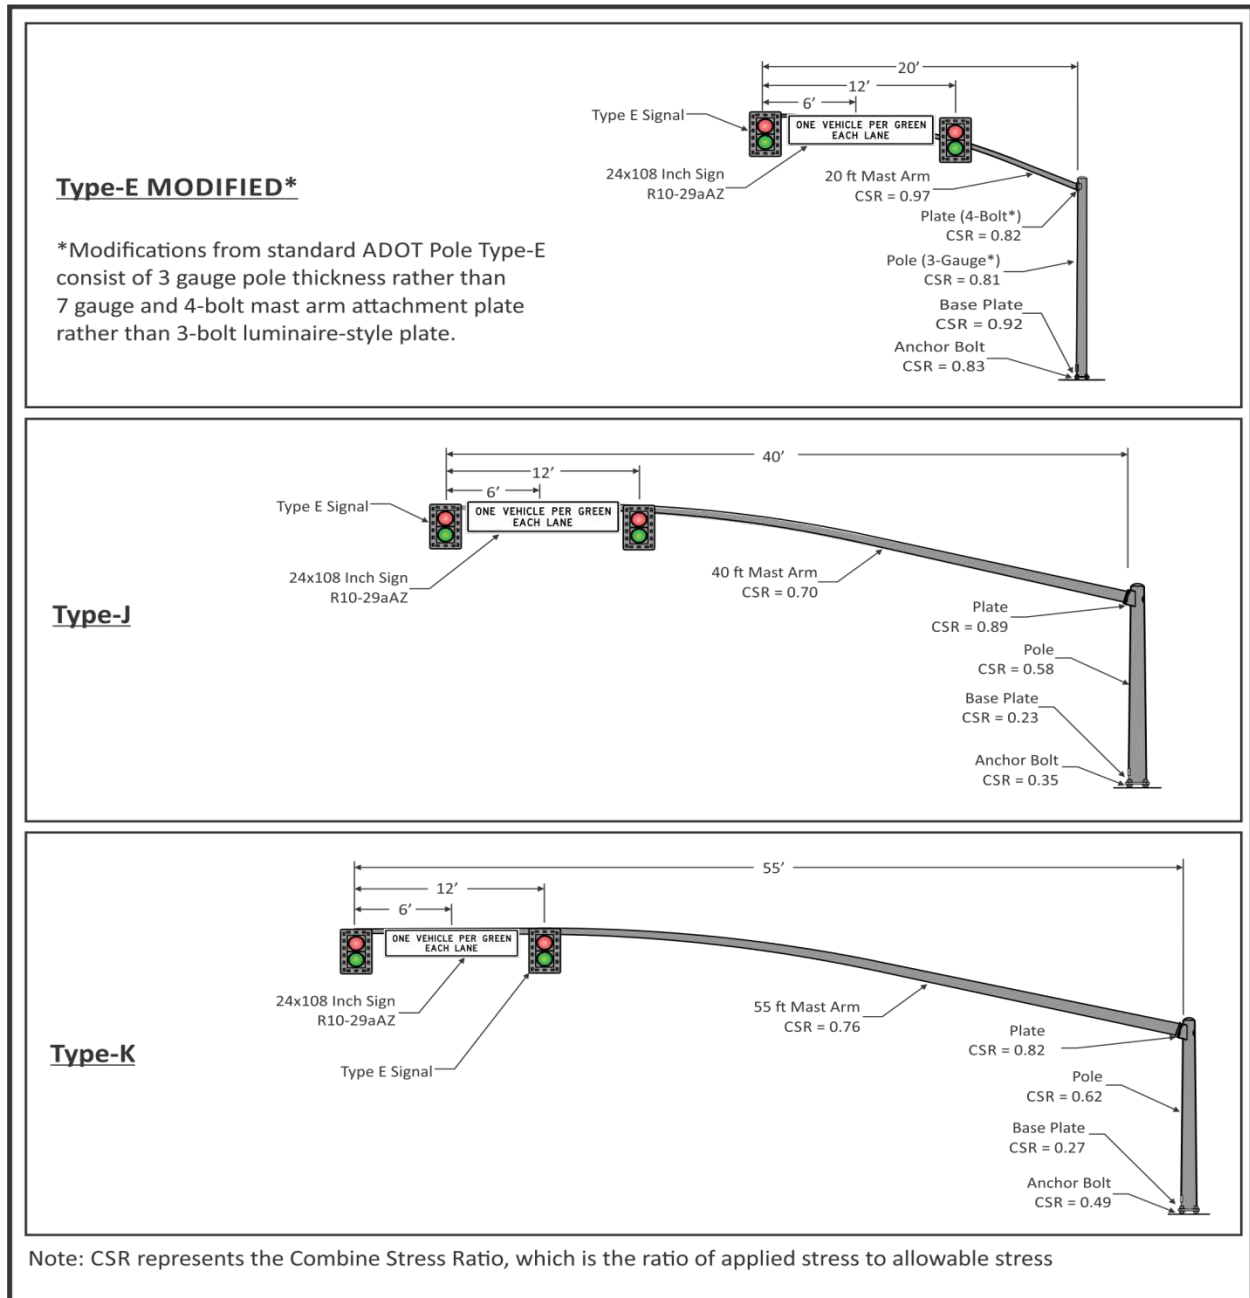 20’
12’
6’
Type E Signal
ONE VEHICLE PER GREEN
EACH LANE
24x108 Inch Sign
R10-29aAZ
20 ft Mast Arm
CSR = 0.97
Type-E MODIFIED*
Plate (4-Bolt*)
CSR = 0.82
*Modifications from standard ADOT Pole Type-E
consist of 3 gauge pole thickness rather than
7 gauge and 4-bolt mast arm attachment plate
rather than 3-bolt luminaire-style plate.
Pole (3-Gauge*)
CSR = 0.81
Base Plate
CSR = 0.92
Anchor Bolt
CSR = 0.83
40’
12’
6’
Type E Signal
ONE VEHICLE PER GREEN
EACH LANE
24x108 Inch Sign
R10-29aAZ
40 ft Mast Arm
CSR = 0.70
Type-J
Plate
CSR = 0.89
Pole
CSR = 0.58
Base Plate
CSR = 0.23
Anchor Bolt
CSR = 0.35
55’
12’
6’
ONE VEHICLE PER GREEN
EACH LANE
24x108 Inch Sign
R10-29aAZ
55 ft Mast Arm
CSR = 0.76
Type-K
Type E Signal
Plate
CSR = 0.82
Pole
CSR = 0.62
Base Plate
CSR = 0.27
Anchor Bolt
CSR = 0.49
Note: CSR represents the Combine Stress Ratio, which is the ratio of applied stress to allowable stress